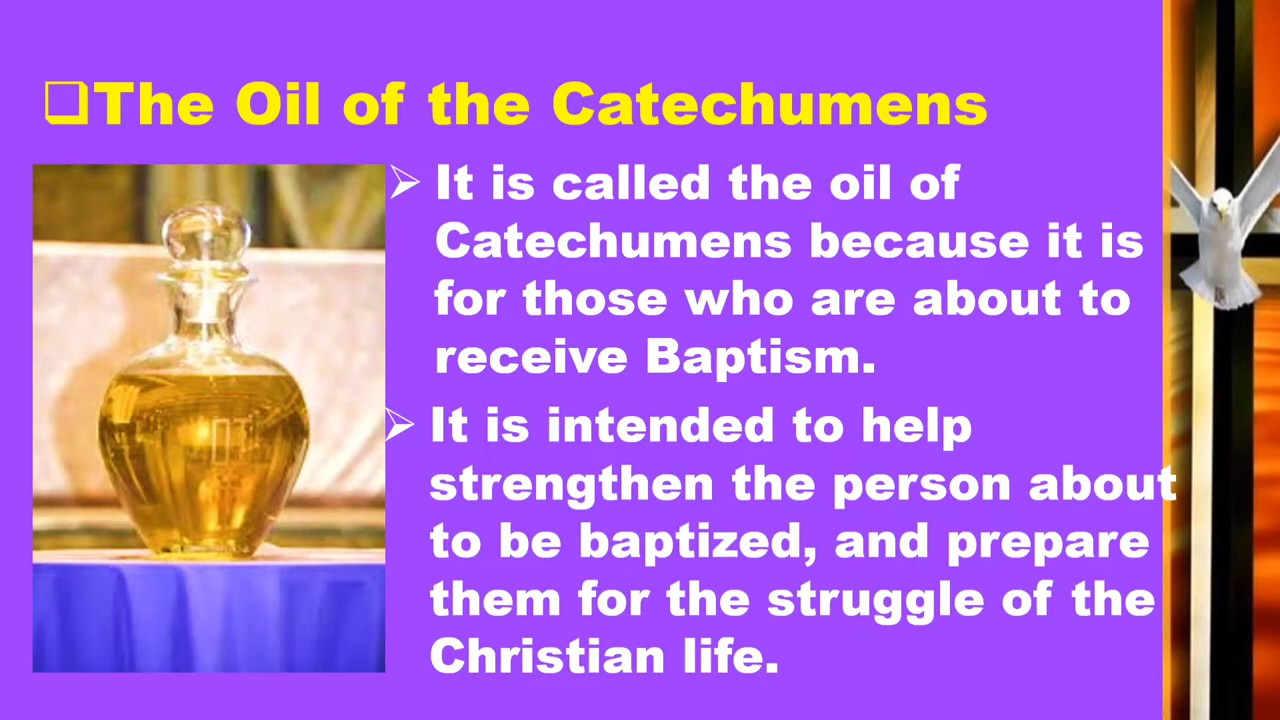 ❑The Oil of the Catechumens
➢ It is called the oil of
Catechumens because it is
for those who are about to
receive Baptism.
➢ It is intended to help
strengthen the person about
to be baptized, and prepare
them for the struggle of the
Christian life.